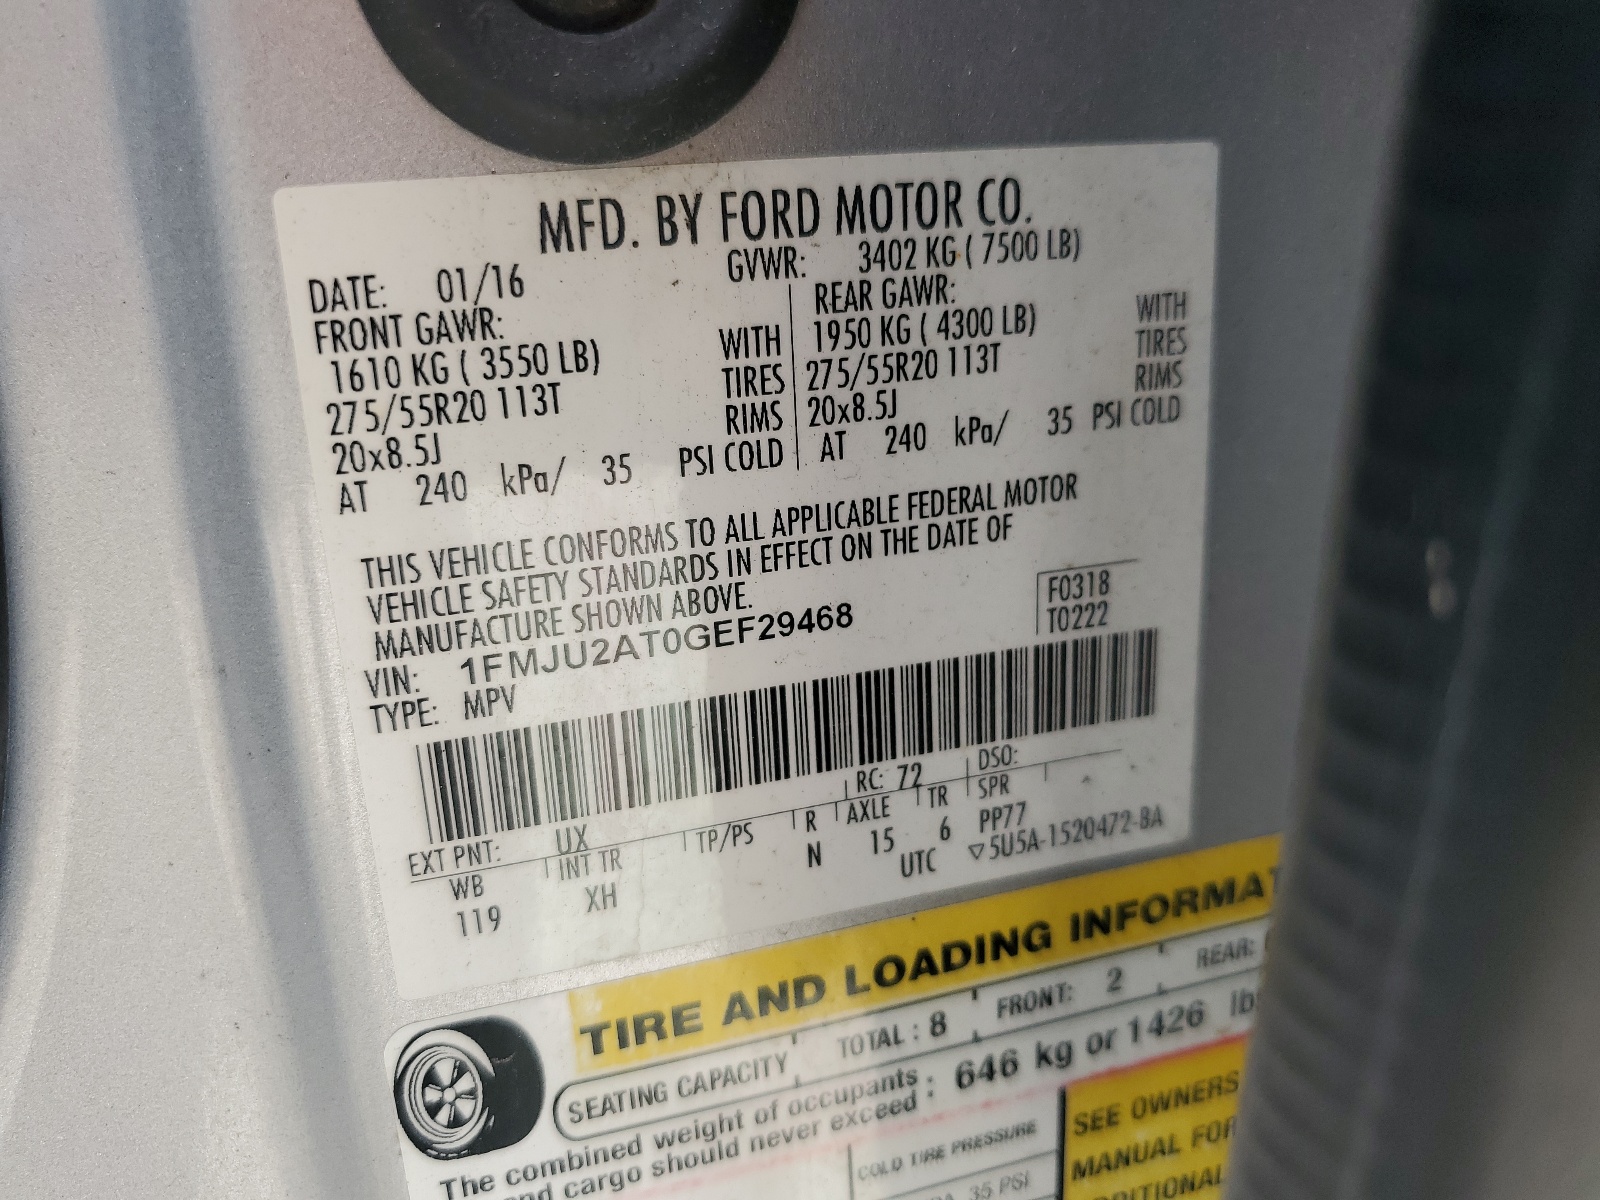 MFD. BY FORD MOTOR CO.
DATE: 01/16 GVWR: 3402 KG ( 7500 LB)
FRONT GAWR: REAR GAWR:
1610 KG ( 3550 LB) WITH 1950 KG ( 4300 LB) WITH
275/55R20 113T TIRES 275/55R20 113T TIRES
20x8.5J RIMS 20x8.5J RIMS
AT 240 kPa/ 35 PSI COLD AT 240 kPa/ 35 PSI COLD
THIS VEHICLE CONFORMS TO ALL APPLICABLE FEDERAL MOTOR
VEHICLE SAFETY STANDARDS IN EFFECT ON THE DATE OF
MANUFACTURE SHOWN ABOVE.
F0318
T0222
VIN: 1FMJU2AT0GEF29468
TYPE: MPV
EXT PNT: UX RC: 72 DSO:
WB INT TR TP/PS R AXLE TR SPR
119 XH N 15 6 PP77
UTC ▽5U5A-1520472-BA
TIRE AND LOADING INFORMAT
SEATING CAPACITY TOTAL : 8 FRONT: 2 REAR:
The combined weight of occupants and cargo should never exceed : 646 kg or 1426 lb
COLD TIRE PRESSURE
35 PSI
SEE OWNERS
MANUAL FOR